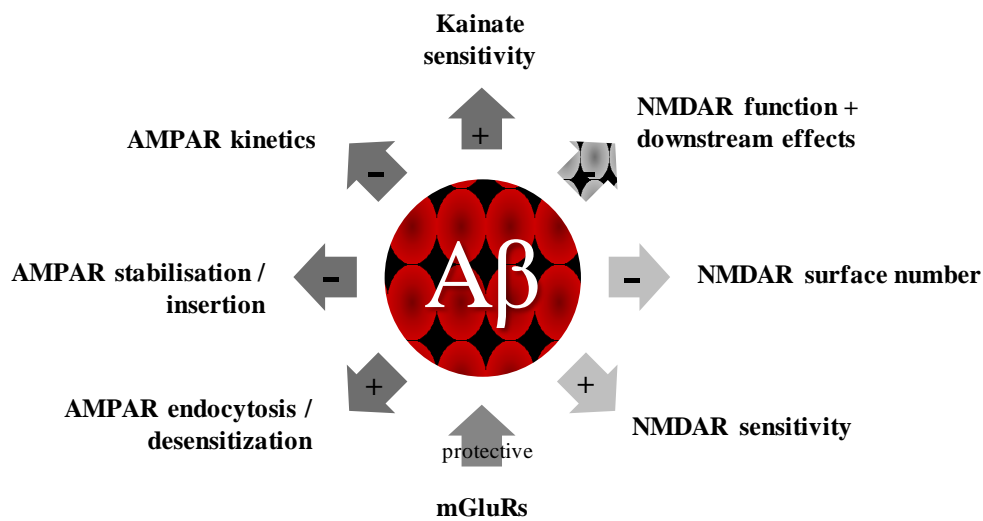 Kainate
sensitivity
+
NMDAR function +
downstream effects
-
AMPAR kinetics
-
Aβ
AMPAR stabilisation /
insertion
-
-
NMDAR surface number
AMPAR endocytosis /
desensitization
+
+
NMDAR sensitivity
protective
mGluRs